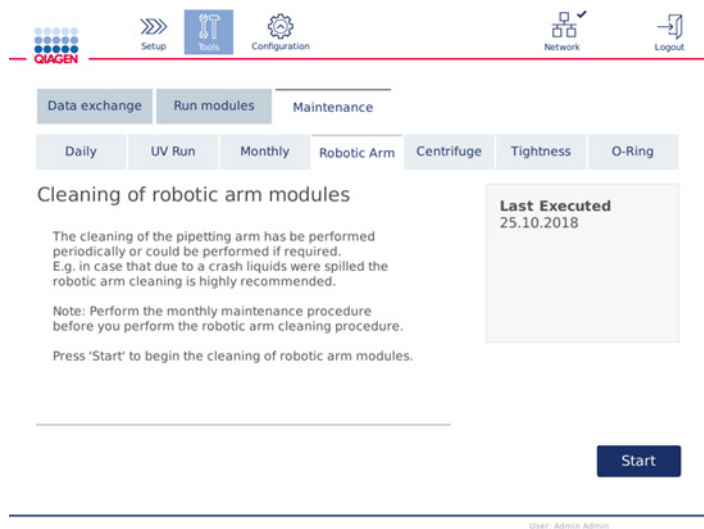 QIAGEN
Setup
Tools
Configuration
Network
Logout
Data exchange
Run modules
Maintenance
Daily
UV Run
Monthly
Robotic Arm
Centrifuge
Tightness
O-Ring
Cleaning of robotic arm modules
The cleaning of the pipetting arm has be performed
periodically or could be performed if required.
E.g. in case that due to a crash liquids were spilled the
robotic arm cleaning is highly recommended.
Note: Perform the monthly maintenance procedure
before you perform the robotic arm cleaning procedure.
Press 'Start' to begin the cleaning of robotic arm modules.
Last Executed
25.10.2018
Start
User: Admin Admin